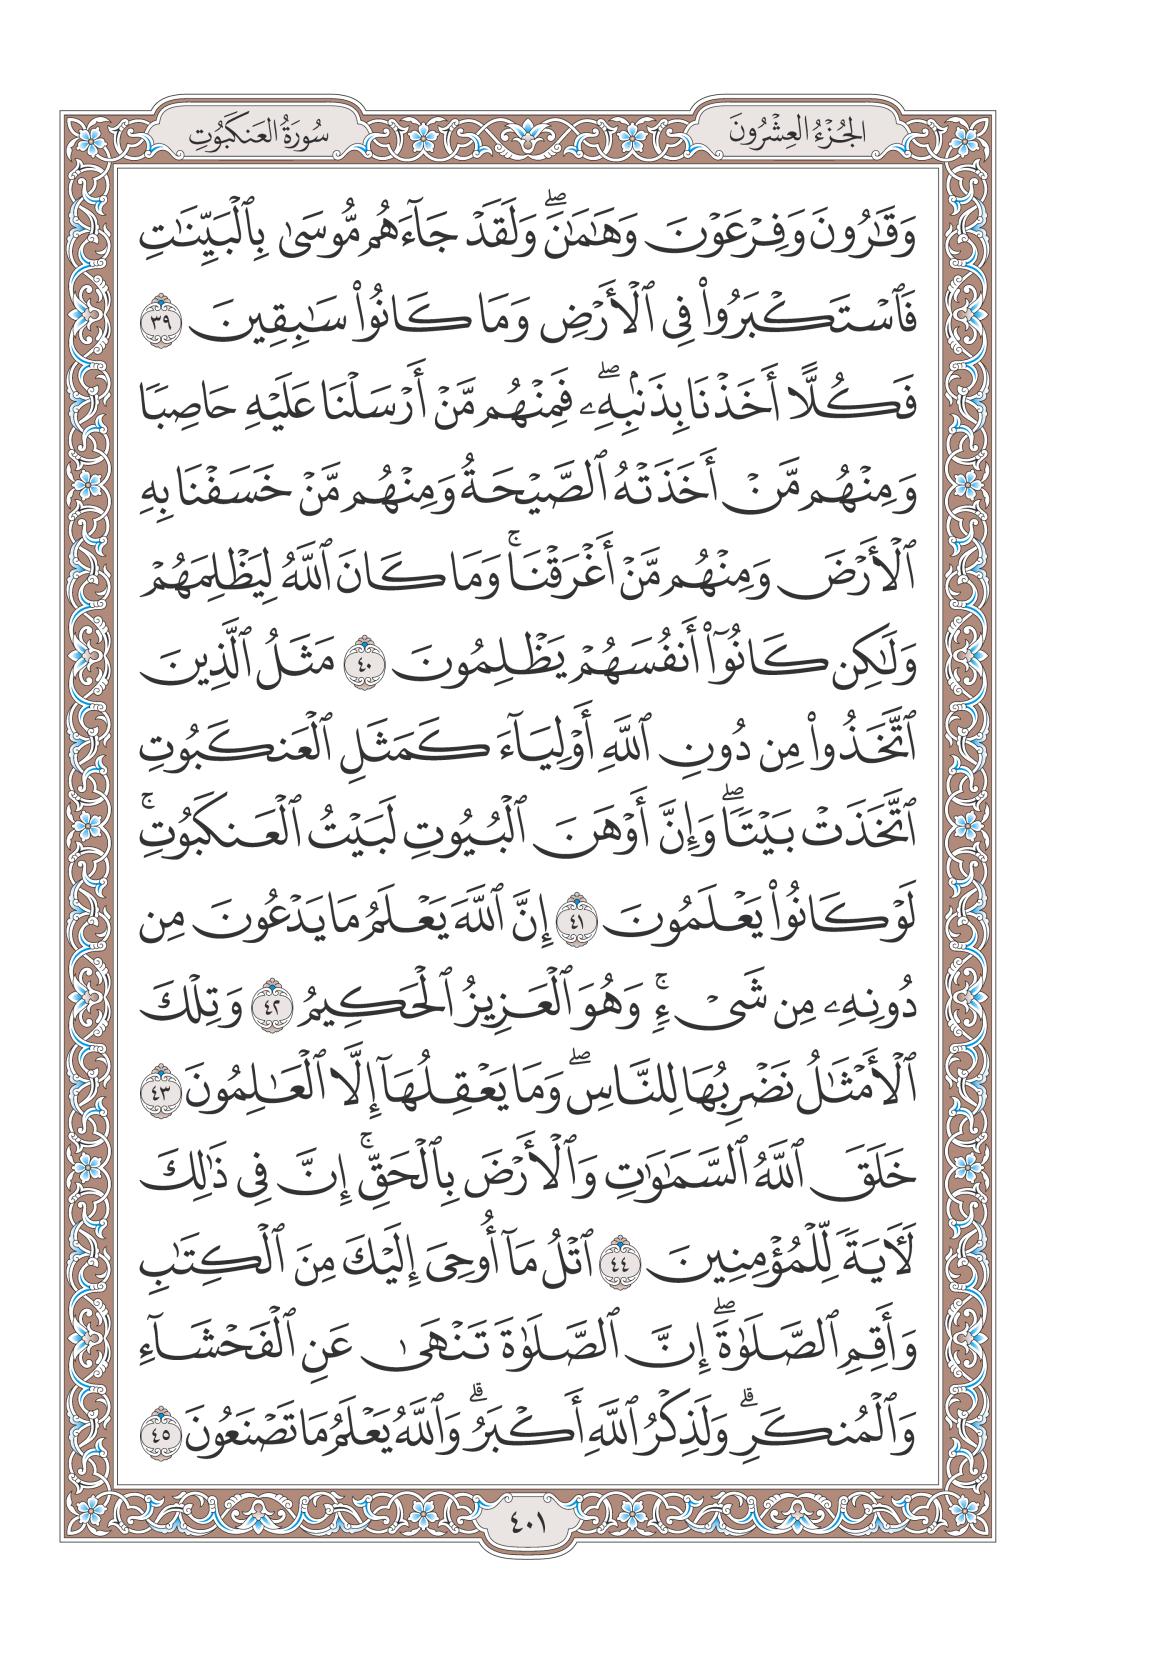 الجُزْءُ العِشْرُونَ
سُورَةُ العَنكَبُوتِ
وَقَٰرُونَ وَفِرْعَوْنَ وَهَٰمَٰنَۖ وَلَقَدْ جَآءَهُم مُّوسَىٰ بِٱلْبَيِّنَٰتِ
فَٱسْتَكْبَرُوا۟ فِى ٱلْأَرْضِ وَمَا كَانُوا۟ سَٰبِقِينَ ٣٩
فَكُلًّا أَخَذْنَا بِذَنۢبِهِۦۖ فَمِنْهُم مَّنْ أَرْسَلْنَا عَلَيْهِ حَاصِبًا
وَمِنْهُم مَّنْ أَخَذَتْهُ ٱلصَّيْحَةُ وَمِنْهُم مَّنْ خَسَفْنَا بِهِ
ٱلْأَرْضَ وَمِنْهُم مَّنْ أَغْرَقْنَاۚ وَمَا كَانَ ٱللَّهُ لِيَظْلِمَهُمْ
وَلَٰكِن كَانُوٓا۟ أَنفُسَهُمْ يَظْلِمُونَ ٤٠ مَثَلُ ٱلَّذِينَ
ٱتَّخَذُوا۟ مِن دُونِ ٱللَّهِ أَوْلِيَآءَ كَمَثَلِ ٱلْعَنكَبُوتِ
ٱتَّخَذَتْ بَيْتًاۖ وَإِنَّ أَوْهَنَ ٱلْبُيُوتِ لَبَيْتُ ٱلْعَنكَبُوتِۚ
لَوْ كَانُوا۟ يَعْلَمُونَ ٤١ إِنَّ ٱللَّهَ يَعْلَمُ مَا يَدْعُونَ مِن
دُونِهِۦ مِن شَىْءٍۚ وَهُوَ ٱلْعَزِيزُ ٱلْحَكِيمُ ٤٢ وَتِلْكَ
ٱلْأَمْثَٰلُ نَضْرِبُهَا لِلنَّاسِۖ وَمَا يَعْقِلُهَآ إِلَّا ٱلْعَٰلِمُونَ ٤٣
خَلَقَ ٱللَّهُ ٱلسَّمَٰوَٰتِ وَٱلْأَرْضَ بِٱلْحَقِّۚ إِنَّ فِى ذَٰلِكَ
لَـَٔايَةً لِّلْمُؤْمِنِينَ ٤٤ ٱتْلُ مَآ أُوحِىَ إِلَيْكَ مِنَ ٱلْكِتَٰبِ
وَأَقِمِ ٱلصَّلَوٰةَۖ إِنَّ ٱلصَّلَوٰةَ تَنْهَىٰ عَنِ ٱلْفَحْشَآءِ
وَٱلْمُنكَرِۗ وَلَذِكْرُ ٱللَّهِ أَكْبَرُۗ وَٱللَّهُ يَعْلَمُ مَا تَصْنَعُونَ ٤٥
٤٠١